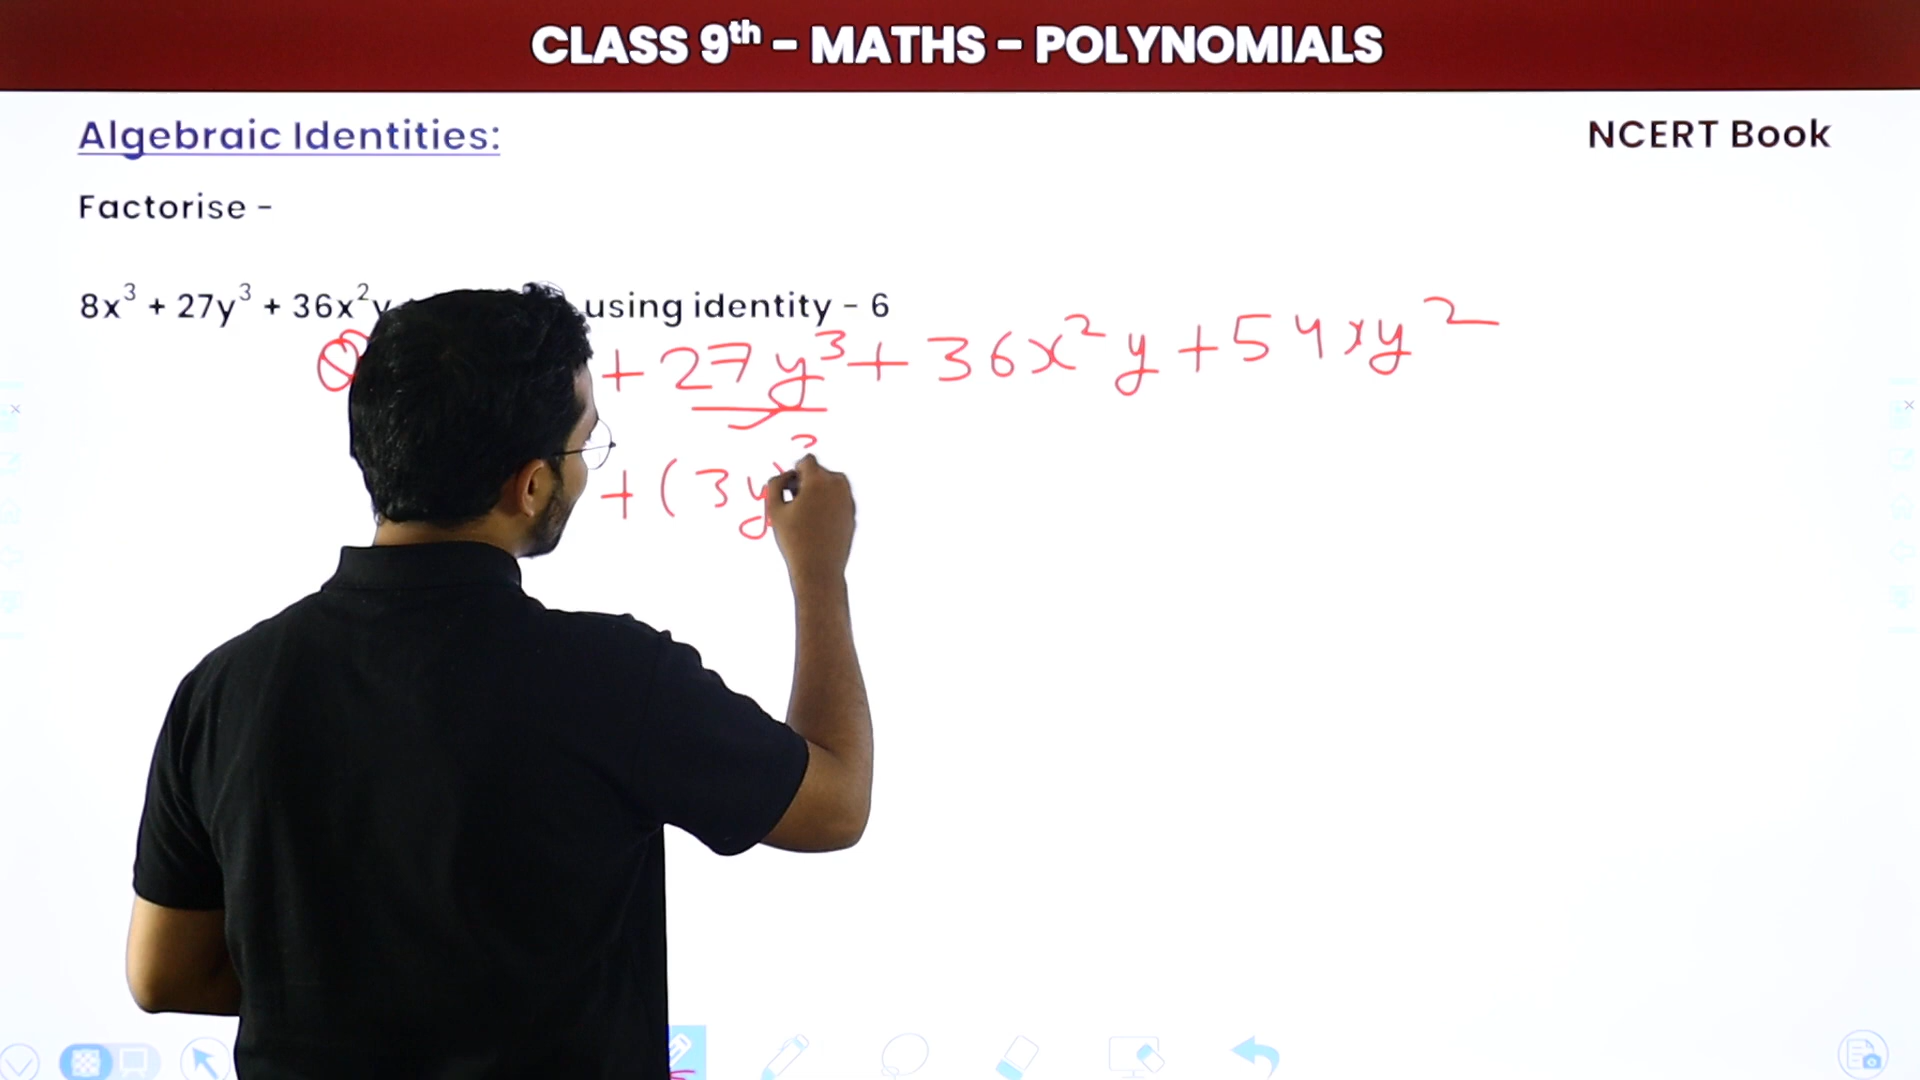 CLASS 9th - MATHS - POLYNOMIALS
Algebraic Identities:
NCERT Book
Factorise -
8x³ + 27y³ + 36x²y using identity - 6
Q + 27y³ + 36x²y + 54xy²
+ (3y)